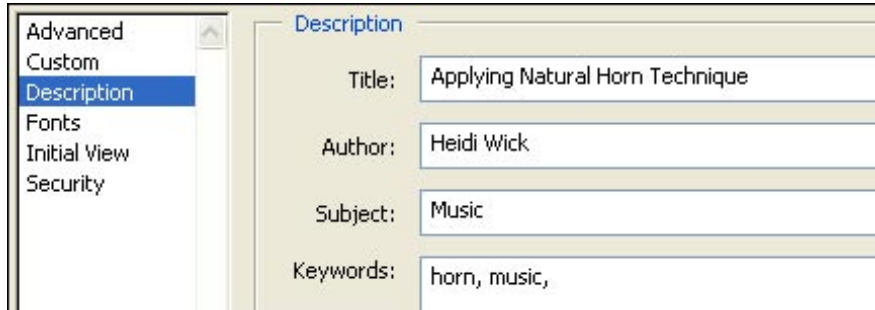 Advanced
Custom
Description
Fonts
Initial View
Security
Description
Title: Applying Natural Horn Technique
Author: Heidi Wick
Subject: Music
Keywords: horn, music,